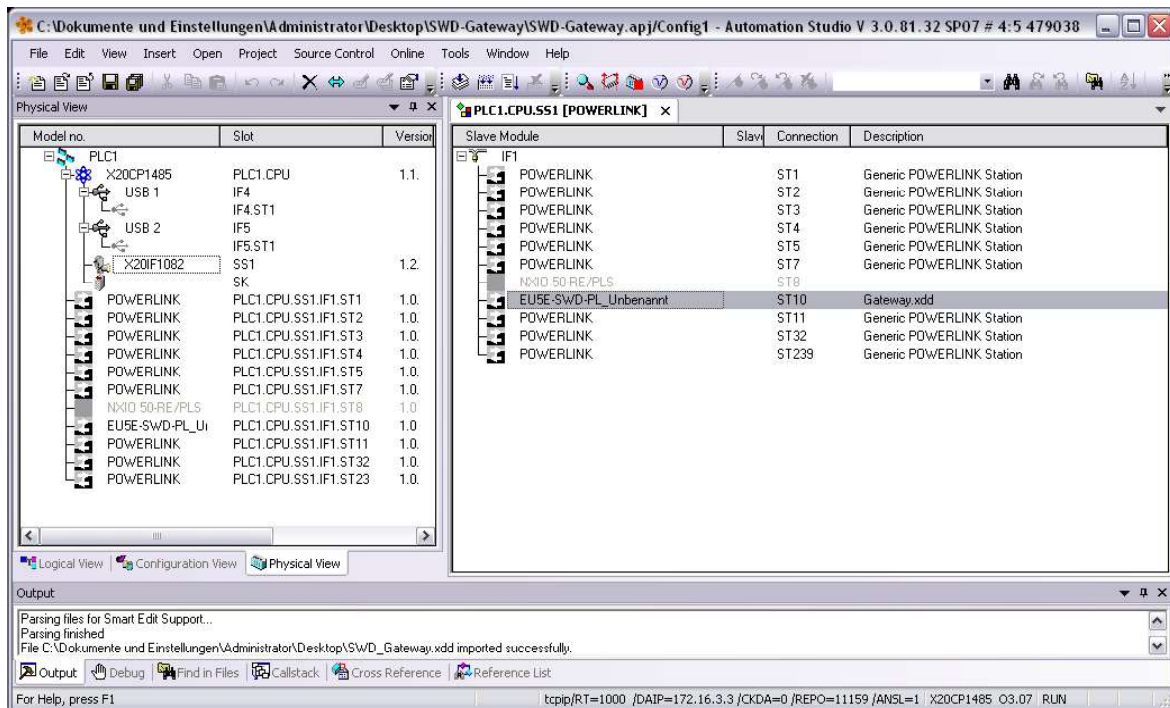 C:\Dokumente und Einstellungen\Administrator\Desktop\SWD-Gateway\SWD-Gateway.apj/Config1 - Automation Studio V 3.0.81.32 SP07 # 4:5 479038
File Edit View Insert Open Project Source Control Online Tools Window Help
Physical View
Model no. Slot Version
PLC1
X20CP1485 PLC1.CPU 1.1.
USB 1 IF4
IF4.ST1
USB 2 IF5
IF5.ST1
X20IF1082 SS1 1.2.
SK
POWERLINK PLC1.CPU.SS1.IF1.ST1 1.0.
POWERLINK PLC1.CPU.SS1.IF1.ST2 1.0.
POWERLINK PLC1.CPU.SS1.IF1.ST3 1.0.
POWERLINK PLC1.CPU.SS1.IF1.ST4 1.0.
POWERLINK PLC1.CPU.SS1.IF1.ST5 1.0.
POWERLINK PLC1.CPU.SS1.IF1.ST7 1.0.
NXIO 50-RE/PLS PLC1.CPU.SS1.IF1.ST8 1.0
EU5E-SWD-PL_U PLC1.CPU.SS1.IF1.ST10 1.0
POWERLINK PLC1.CPU.SS1.IF1.ST11 1.0.
POWERLINK PLC1.CPU.SS1.IF1.ST32 1.0.
POWERLINK PLC1.CPU.SS1.IF1.ST23 1.0.
Logical View Configuration View Physical View
PLC1.CPU.SS1 [POWERLINK] X
Slave Module Slav Connection Description
IF1
POWERLINK ST1 Generic POWERLINK Station
POWERLINK ST2 Generic POWERLINK Station
POWERLINK ST3 Generic POWERLINK Station
POWERLINK ST4 Generic POWERLINK Station
POWERLINK ST5 Generic POWERLINK Station
POWERLINK ST7 Generic POWERLINK Station
NXIO 50-RE/PLS ST8
EU5E-SWD-PL_Unbenannt ST10 Gateway.xdd
POWERLINK ST11 Generic POWERLINK Station
POWERLINK ST32 Generic POWERLINK Station
POWERLINK ST239 Generic POWERLINK Station
Output
Parsing files for Smart Edit Support...
Parsing finished
File C:\Dokumente und Einstellungen\Administrator\Desktop\SWD_Gateway.xdd imported successfully.
Output Debug Find in Files Callstack Cross Reference Reference List
For Help, press F1 tcpip/RT=1000 /DAIP=172.16.3.3 /CKDA=0 /REPO=11159 /ANSL=1 X20CP1485 O3.07 RUN